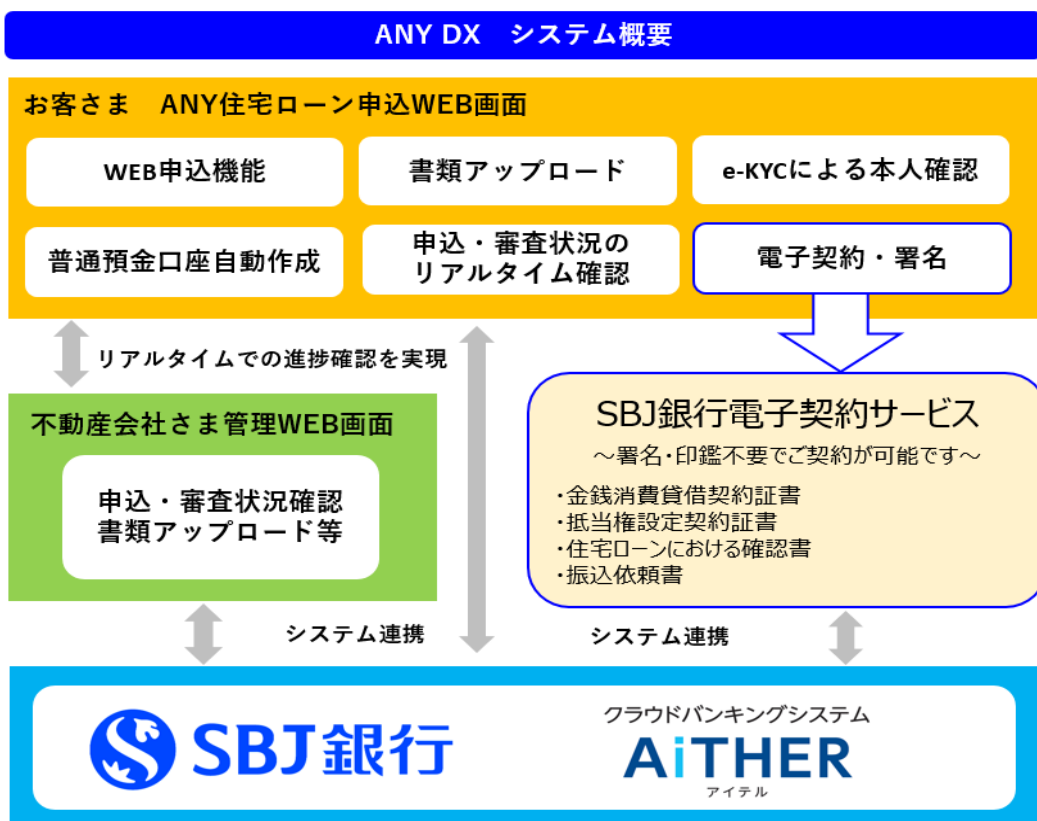 ANY DX　システム概要
お客さま　ANY住宅ローン申込WEB画面
WEB申込機能
書類アップロード
e-KYCによる本人確認
普通預金口座自動作成
申込・審査状況の
リアルタイム確認
電子契約・署名
リアルタイムでの進捗確認を実現
不動産会社さま管理WEB画面
申込・審査状況確認
書類アップロード等
SBJ銀行電子契約サービス
～署名・印鑑不要でご契約が可能です～
・金銭消費貸借契約証書
・抵当権設定契約証書
・住宅ローンにおける確認書
・振込依頼書
システム連携
システム連携
SBJ銀行
クラウドバンキングシステム
AiTHER
アイテル